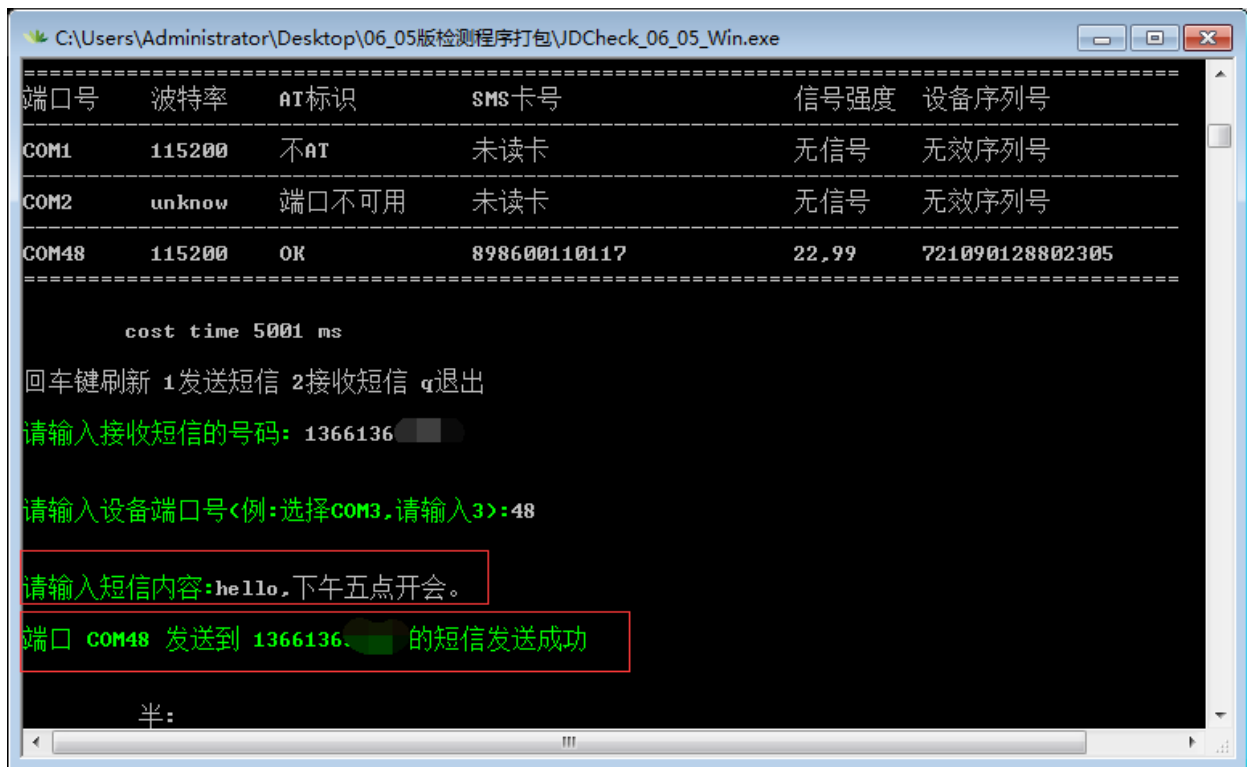 C:\Users\Administrator\Desktop\06_05版检测程序打包\JDCheck_06_05_Win.exe
端口号 波特率 AT标识 SMS卡号 信号强度 设备序列号
COM1 115200 不AT 未读卡 无信号 无效序列号
COM2 unknow 端口不可用 未读卡 无信号 无效序列号
COM48 115200 OK 898600110117 22,99 721090128802305
cost time 5001 ms
回车键刷新 1发送短信 2接收短信 q退出
请输入接收短信的号码: 1366136
请输入设备端口号<例:选择COM3,请输入3>:48
请输入短信内容:hello,下午五点开会。
端口 COM48 发送到 1366136 的短信发送成功
半: